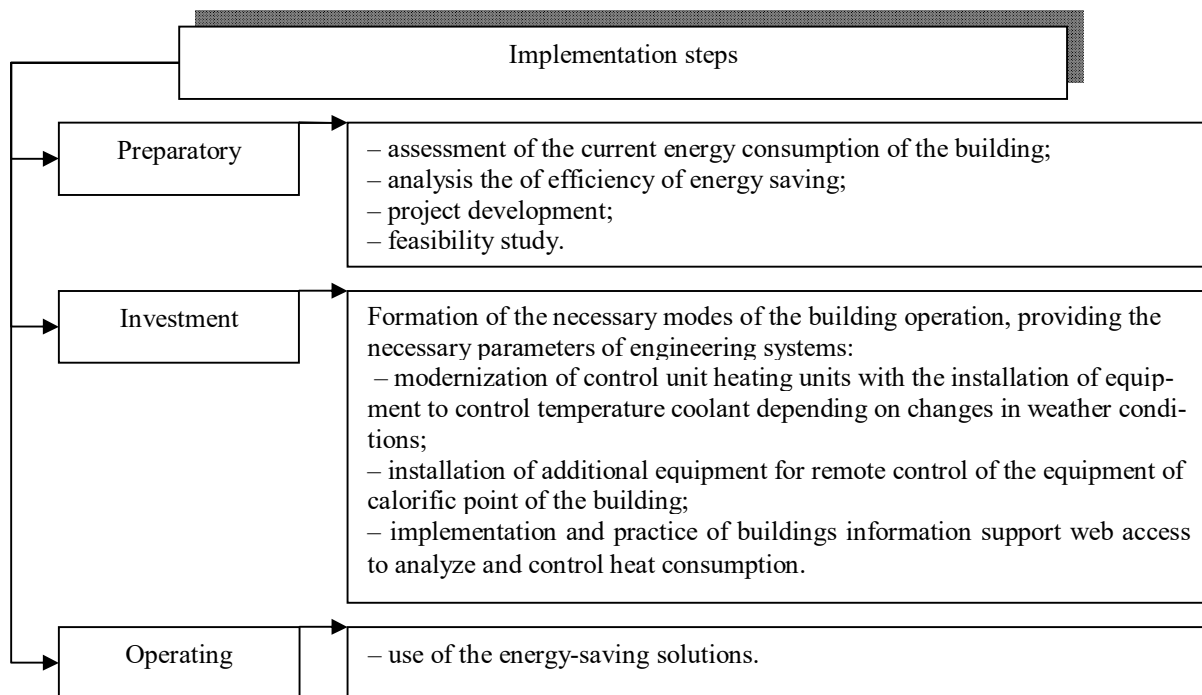 Implementation steps
Preparatory
– assessment of the current energy consumption of the building;
– analysis the of efficiency of energy saving;
– project development;
– feasibility study.
Investment
Formation of the necessary modes of the building operation, providing the
necessary parameters of engineering systems:
– modernization of control unit heating units with the installation of equip-
ment to control temperature coolant depending on changes in weather condi-
tions;
– installation of additional equipment for remote control of the equipment of
calorific point of the building;
– implementation and practice of buildings information support web access
to analyze and control heat consumption.
Operating
– use of the energy-saving solutions.